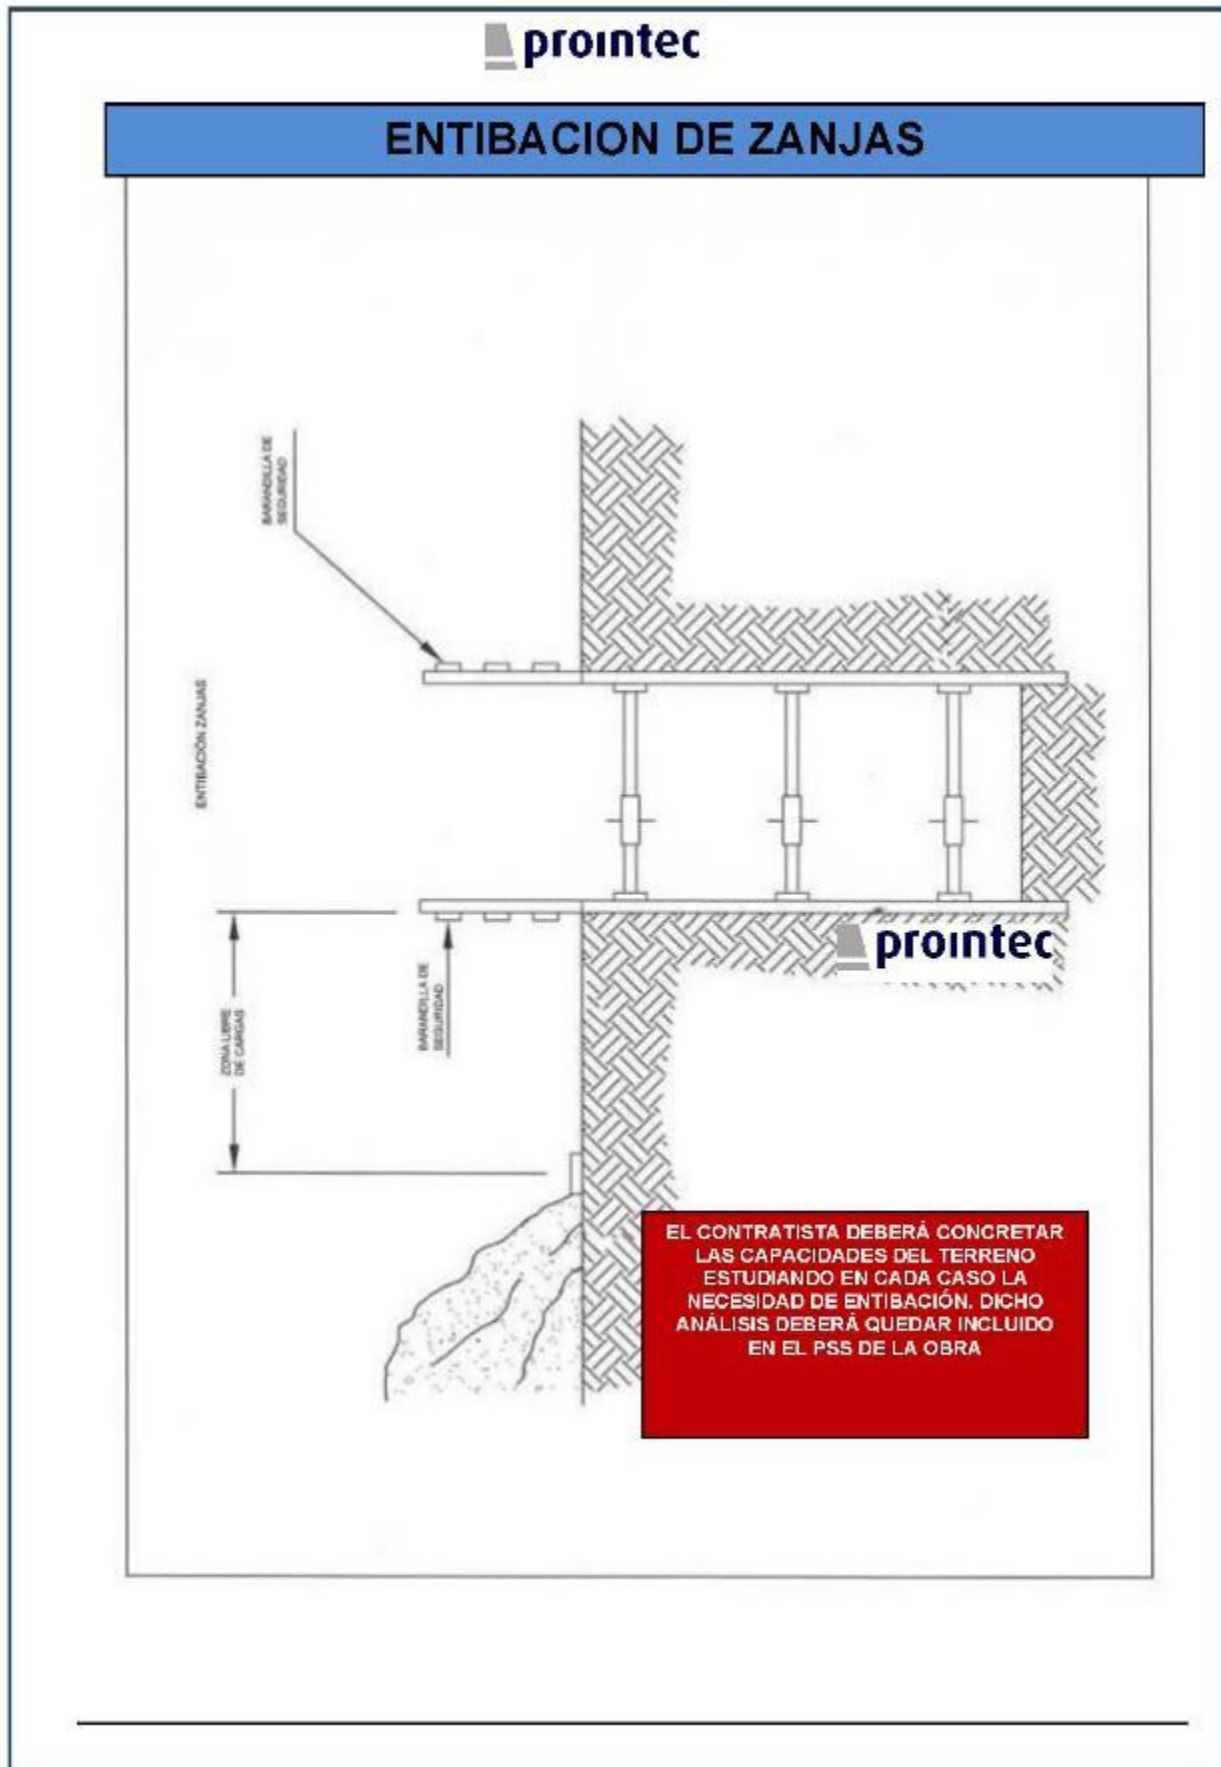 prointec
ENTIBACION DE ZANJAS
BARANDILLA DE
SEGURIDAD
ENTIBACIÓN ZANJAS
ZONA LIBRE
DE CARGAS
BARANDILLA DE
SEGURIDAD
prointec
EL CONTRATISTA DEBERÁ CONCRETAR
LAS CAPACIDADES DEL TERRENO
ESTUDIANDO EN CADA CASO LA
NECESIDAD DE ENTIBACIÓN. DICHO
ANÁLISIS DEBERÁ QUEDAR INCLUIDO
EN EL PSS DE LA OBRA